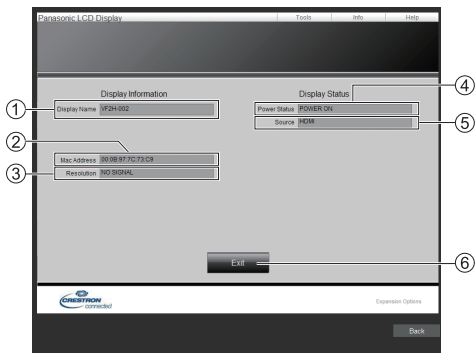 Panasonic LCD Display Tools Info Help
Display Information
① Display Name VF2H-002
②
Mac Address 00.0B.97.7C.73.C9
③ Resolution NO SIGNAL
Display Status
④
Power Status POWER ON
Source HDMI ⑤
Exit ⑥
CRESTRON
connected
Expansion Options
Back